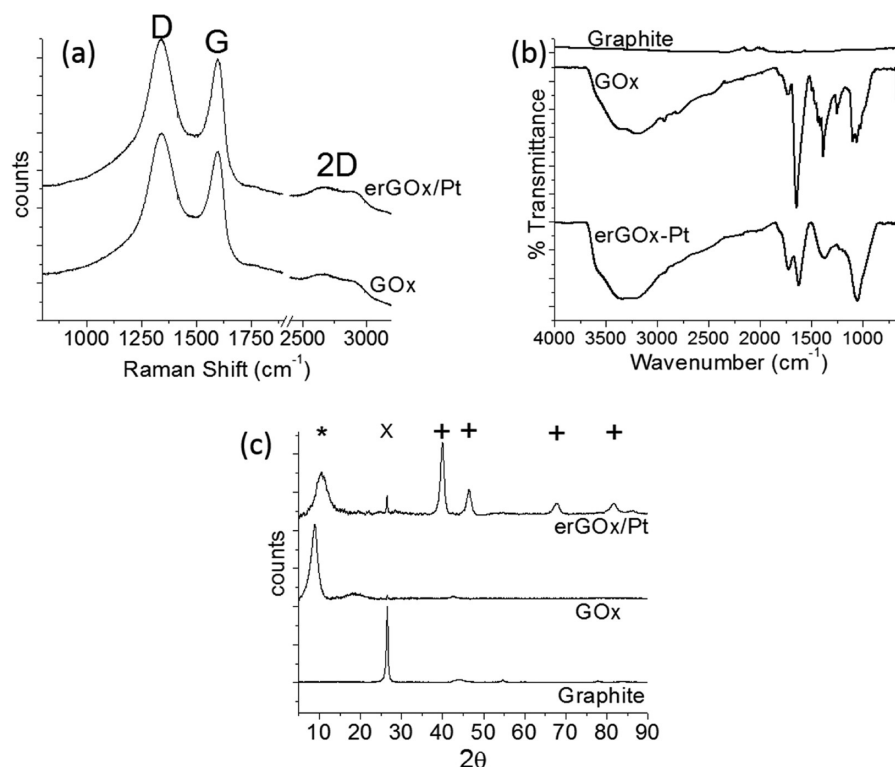 (a)
D
G
2D
erGOx/Pt
GOx
counts
1000 1250 1500 1750 2500 3000
Raman Shift (cm⁻¹)
(b)
Graphite
GOx
erGOx-Pt
% Transmittance
4000 3500 3000 2500 2000 1500 1000
Wavenumber (cm⁻¹)
(c)
* X + + + +
erGOx/Pt
GOx
Graphite
counts
10 20 30 40 50 60 70 80 90
2θ